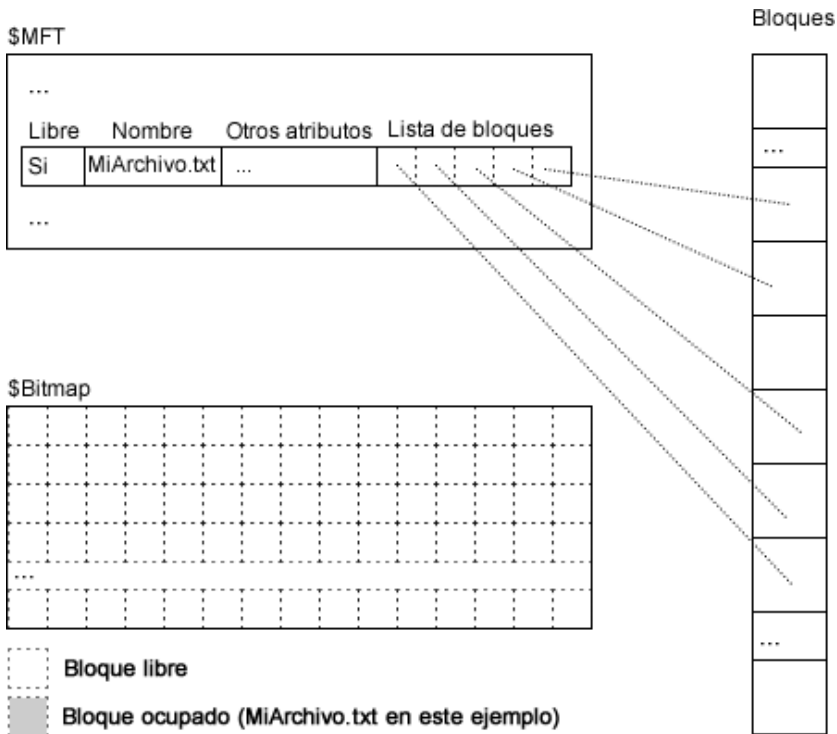 Bloques
$MFT
...
Libre Nombre Otros atributos Lista de bloques
Si MiArchivo.txt ...
...
...
$Bitmap
...
...
Bloque libre
Bloque ocupado (MiArchivo.txt en este ejemplo)